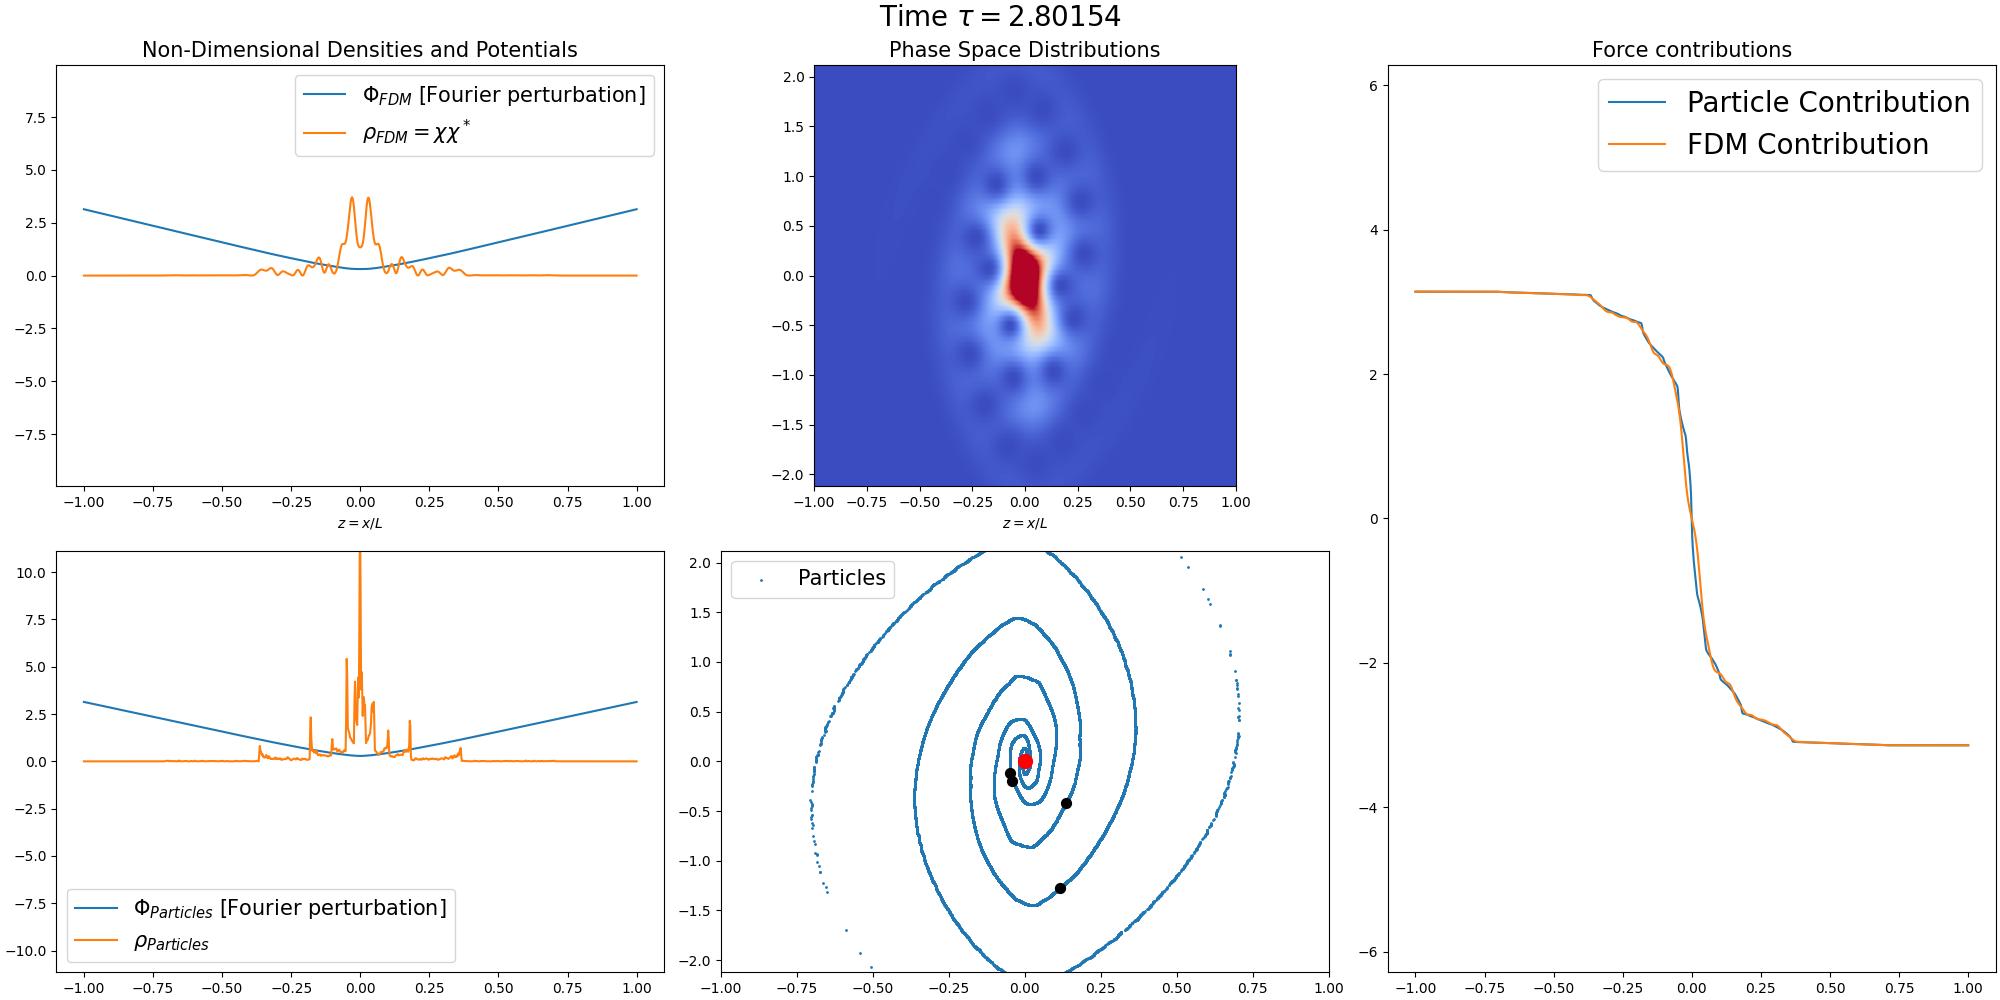 Time τ = 2.80154
Non-Dimensional Densities and Potentials
Φ_FDM [Fourier perturbation]
ρ_FDM = χχ*
7.5
5.0
2.5
0.0
−2.5
−5.0
−7.5
−1.00 −0.75 −0.50 −0.25 0.00 0.25 0.50 0.75 1.00
z = x/L
Phase Space Distributions
2.0
1.5
1.0
0.5
0.0
−0.5
−1.0
−1.5
−2.0
−1.00 −0.75 −0.50 −0.25 0.00 0.25 0.50 0.75 1.00
z = x/L
Force contributions
Particle Contribution
FDM Contribution
6
4
2
0
−2
−4
−6
−1.00 −0.75 −0.50 −0.25 0.00 0.25 0.50 0.75 1.00
10.0
7.5
5.0
2.5
0.0
−2.5
−5.0
−7.5
−10.0
Φ_Particles [Fourier perturbation]
ρ_Particles
−1.00 −0.75 −0.50 −0.25 0.00 0.25 0.50 0.75 1.00
Particles
2.0
1.5
1.0
0.5
0.0
−0.5
−1.0
−1.5
−2.0
−1.00 −0.75 −0.50 −0.25 0.00 0.25 0.50 0.75 1.00